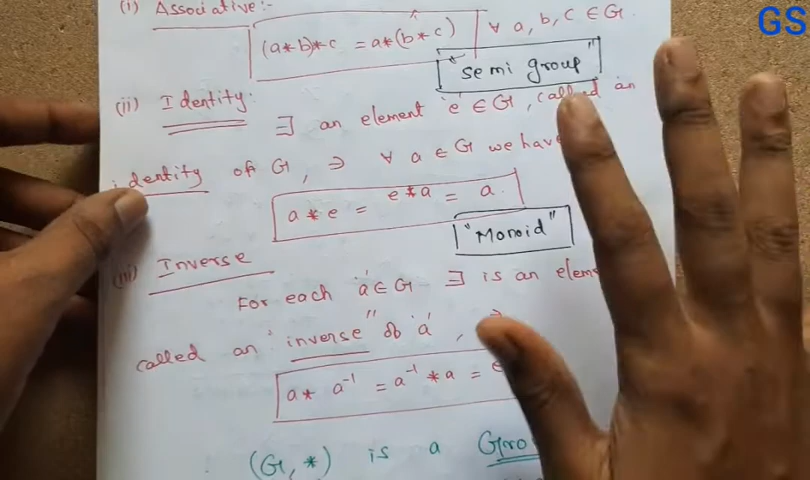 GS
(i) Associative:-
(a*b)*c = a*(b*c) ∀ a, b, c ∈ G
"semi group"
(ii) Identity:
∃ an element 'e' ∈ G, called an
identity of G, ∋ ∀ a ∈ G we have
a * e = e*a = a.
"Monoid"
(iii) Inverse
For each 'a' ∈ G ∃ is an
called an "inverse" of 'a',
a * a⁻¹ = a⁻¹ * a = e
(G, *) is a